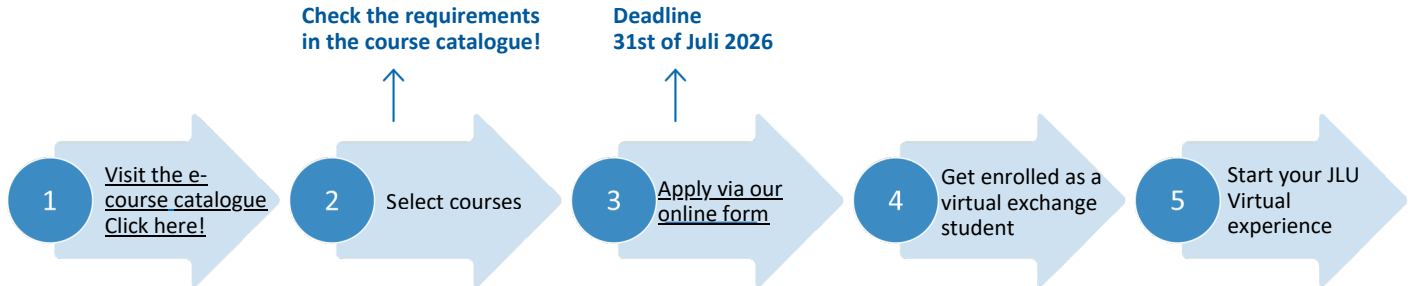 Check the requirements
in the course catalogue!
Deadline
31st of Juli 2026
1
Visit the e-
course catalogue
Click here!
2
Select courses
3
Apply via our
online form
4
Get enrolled as a
virtual exchange
student
5
Start your JLU
Virtual
experience